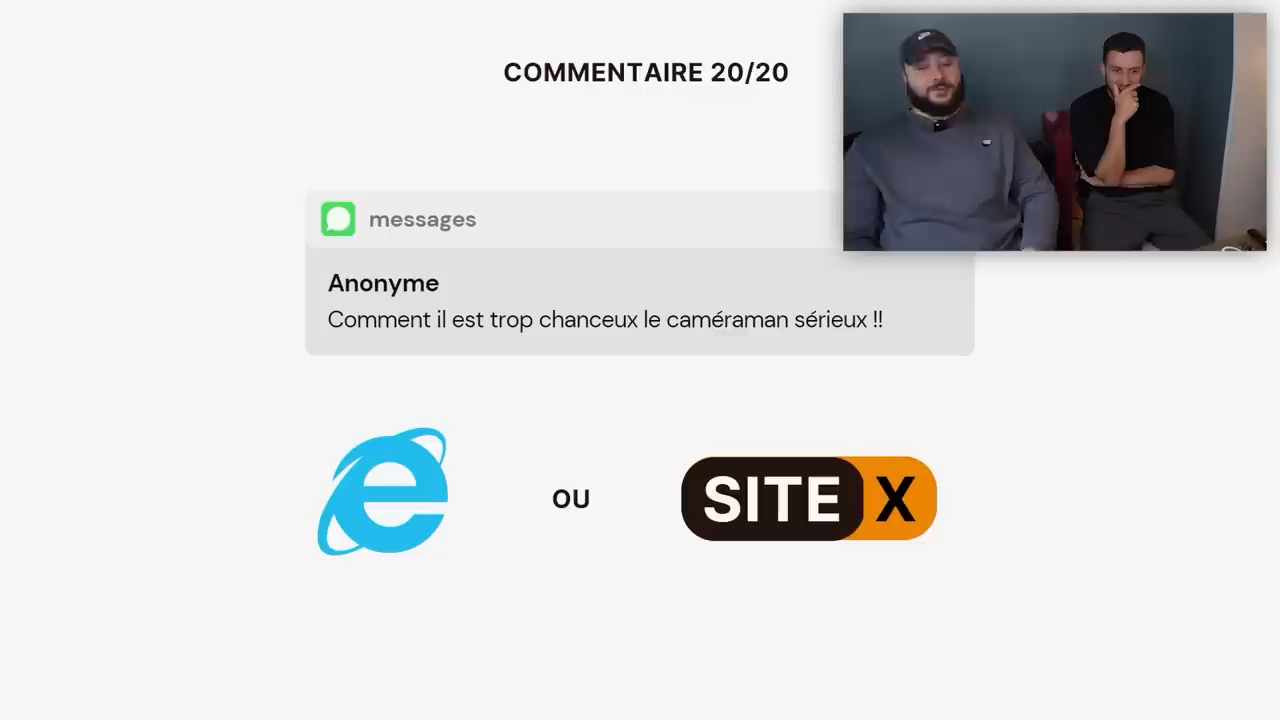 COMMENTAIRE 20/20
messages
Anonyme
Comment il est trop chanceux le caméraman sérieux !!
OU
SITE X